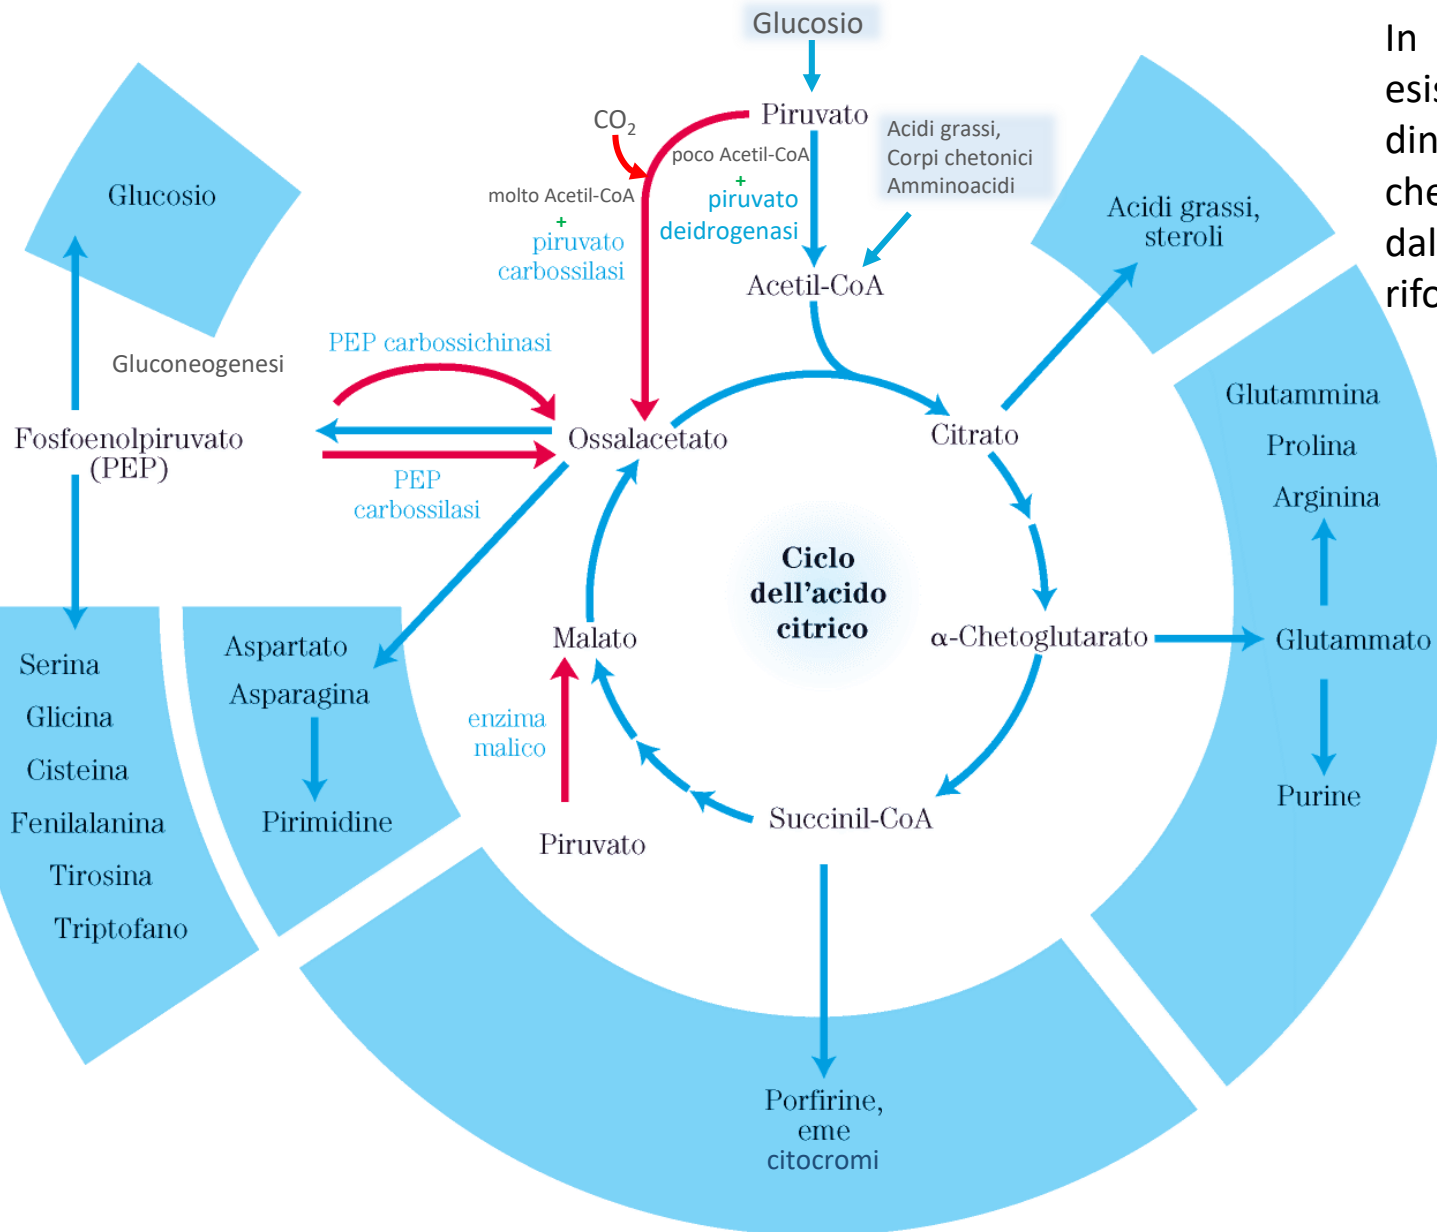 Glucosio
Piruvato
CO2
poco Acetil-CoA
+
piruvato
deidrogenasi
molto Acetil-CoA
+
piruvato
carbossilasi
Acidi grassi,
Corpi chetonici
Amminoacidi
Acetil-CoA
In
Glucosio
Acidi grassi,
steroli
PEP carbossichinasi
Gluconeogenesi
Fosfoenolpiruvato
(PEP)
Ossalacetato
PEP
carbossilasi
Citrato
Glutammina
Prolina
Arginina
Ciclo
dell'acido
citrico
Malato
α-Chetoglutarato
Glutammato
Purine
enzima
malico
Piruvato
Succinil-CoA
Serina
Glicina
Cisteina
Fenilalanina
Tirosina
Triptofano
Aspartato
Asparagina
Pirimidine
Porfirine,
eme
citocromi